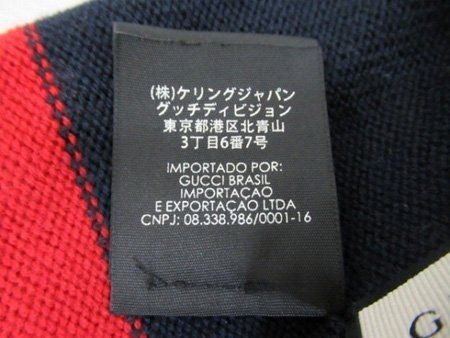 (株)ケリングジャパン
グッチディビジョン
東京都港区北青山
3丁目6番7号
IMPORTADO POR:
GUCCI BRASIL
IMPORTAÇAO
E EXPORTAÇAO LTDA
CNPJ: 08.338.986/0001-16
G